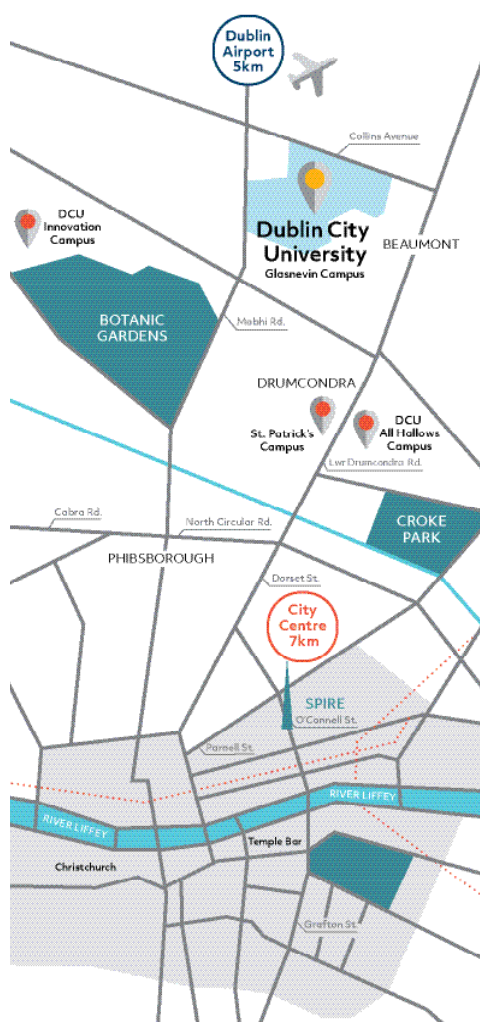 Dublin
Airport
5km
Collins Avenue
DCU
Innovation
Campus
Dublin City
University
Glasnevin Campus
BEAUMONT
BOTANIC
GARDENS
Mobhi Rd.
DRUMCONDRA
St. Patrick's
Campus
DCU
All Hallows
Campus
Lwr Drumcondra Rd.
CROKE
PARK
Cabra Rd.
North Circular Rd.
PHIBSBOROUGH
Dorset St.
City
Centre
7km
SPIRE
O'Connell St.
Parnell St.
RIVER LIFFEY
RIVER LIFFEY
Temple Bar
Christchurch
Grafton St.